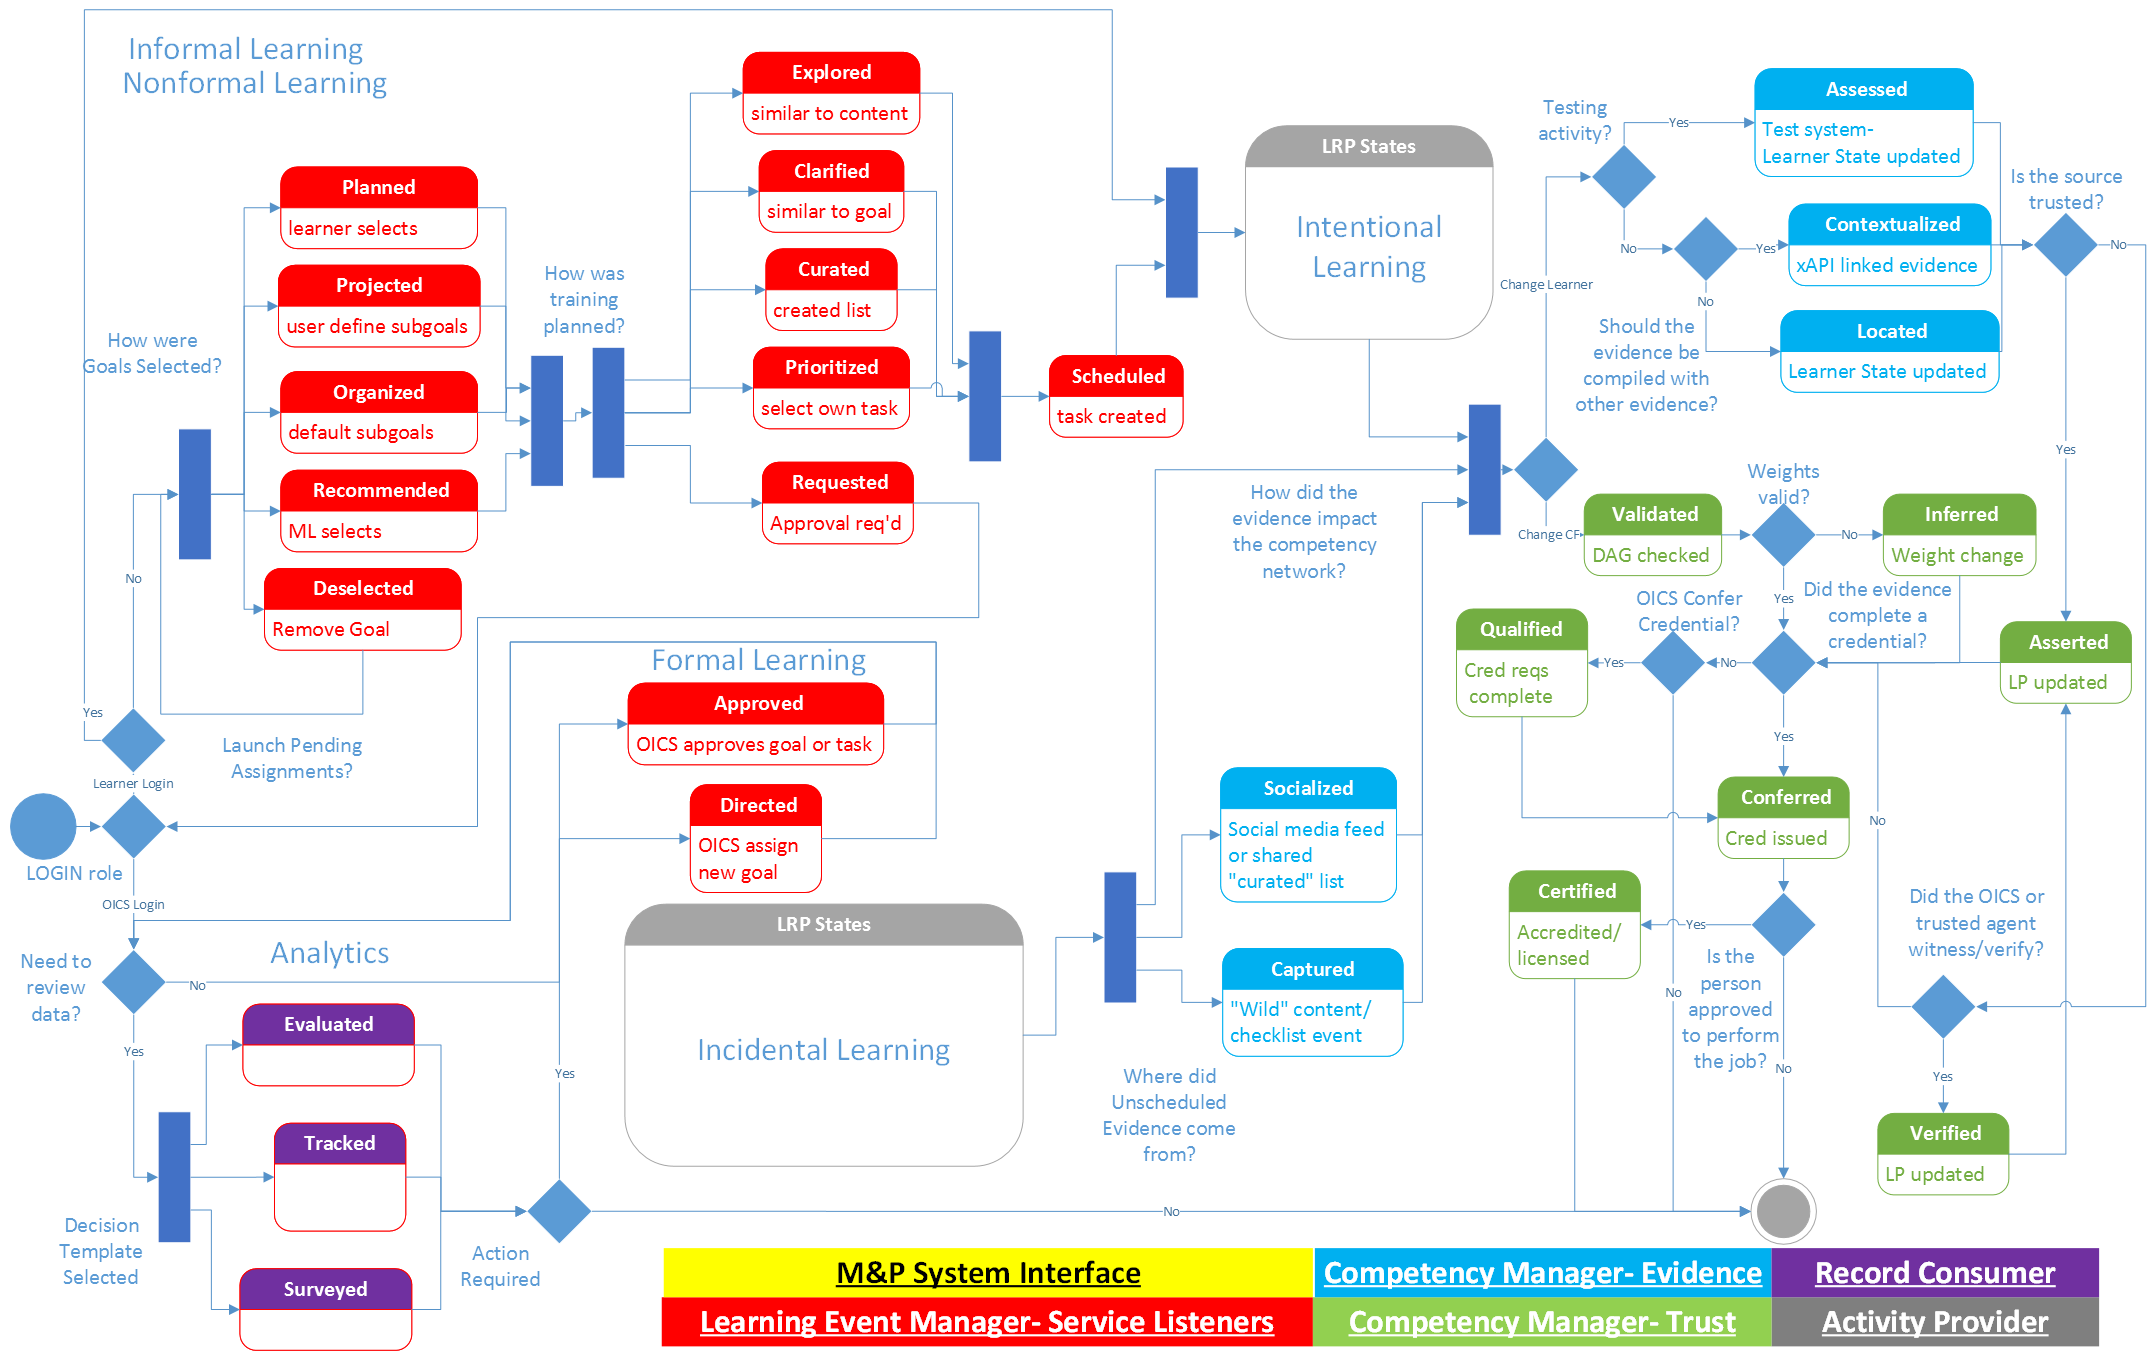 Informal Learning
Nonformal Learning
How were
Goals Selected?
Planned
learner selects
Projected
user define subgoals
Organized
default subgoals
Recommended
ML selects
Deselected
Remove Goal
How was
training
planned?
Explored
similar to content
Clarified
similar to goal
Curated
created list
Prioritized
select own task
Requested
Approval req'd
Scheduled
task created
LRP States
Intentional
Learning
Testing
activity?
Yes
No
Assessed
Test system-
Learner State updated
Yes
Contextualized
xAPI linked evidence
No
Located
Learner State updated
Should the
evidence be
compiled with
other evidence?
Is the source
trusted?
No
Yes
Change Learner
How did the
evidence impact
the competency
network?
Change CF
Validated
DAG checked
Weights
valid?
No
Inferred
Weight change
Yes
Did the evidence
complete a
credential?
OICS Confer
Credential?
No
Yes
Qualified
Cred reqs
complete
Asserted
LP updated
Yes
Conferred
Cred issued
No
Certified
Accredited/
licensed
Yes
Is the
person
approved
to perform
the job?
No
No
Did the OICS or
trusted agent
witness/verify?
Yes
Verified
LP updated
No
Yes
Learner Login
Launch Pending
Assignments?
LOGIN role
OICS Login
Formal Learning
Approved
OICS approves goal or task
Directed
OICS assign
new goal
Analytics
Need to
review
data?
No
Yes
Evaluated
Tracked
Surveyed
Decision
Template
Selected
Action
Required
Yes
No
LRP States
Incidental Learning
Socialized
Social media feed
or shared
"curated" list
Captured
"Wild" content/
checklist event
Where did
Unscheduled
Evidence come
from?
M&P System Interface
Competency Manager- Evidence
Record Consumer
Learning Event Manager- Service Listeners
Competency Manager- Trust
Activity Provider